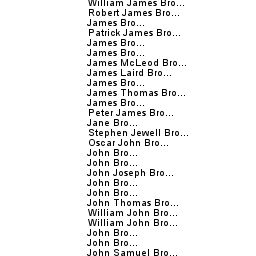 William James Bro...
Robert James Bro...
James Bro...
Patrick James Bro...
James Bro...
James Bro...
James McLeod Bro...
James Laird Bro...
James Bro...
James Thomas Bro...
James Bro...
Peter James Bro...
Jane Bro...
Stephen Jewell Bro...
Oscar John Bro...
John Bro...
John Bro...
John Joseph Bro...
John Bro...
John Bro...
John Thomas Bro...
William John Bro...
William John Bro...
John Bro...
John Bro...
John Samuel Bro...